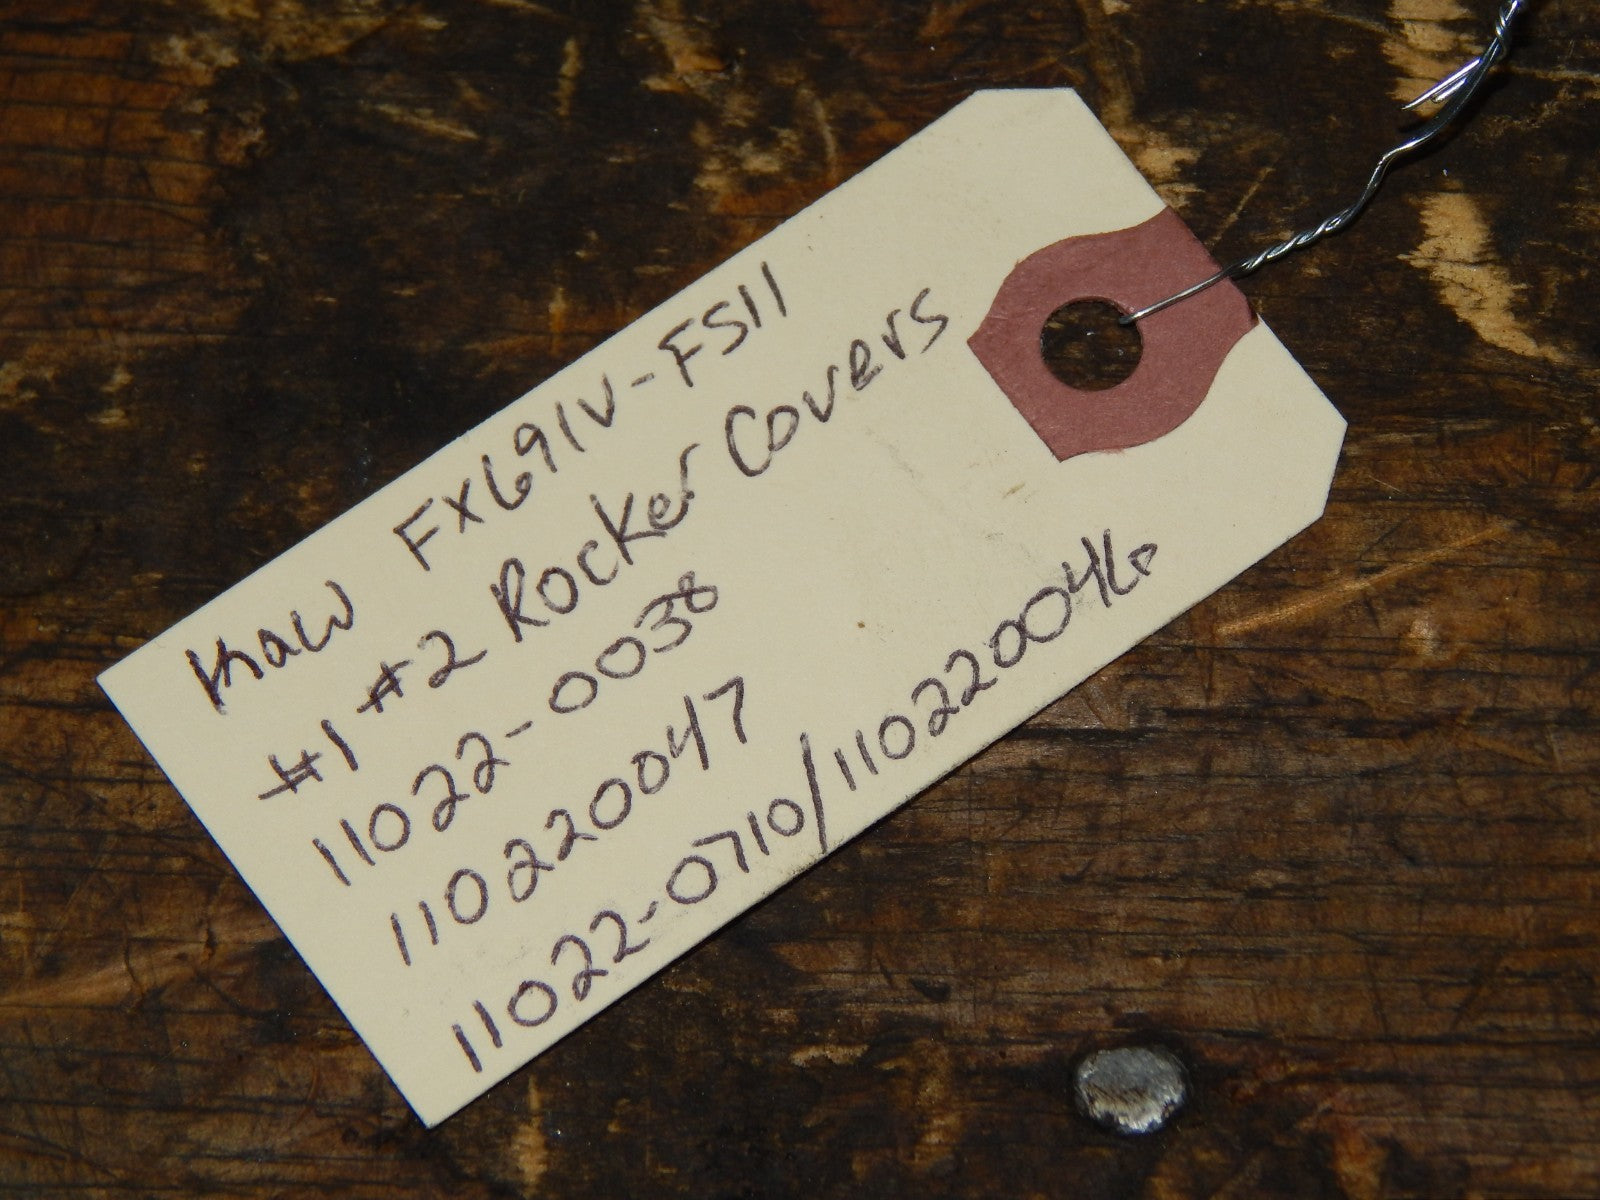 Kaw FX691V-FS11
#1 #2 Rocker Covers
11022-0038
110220047
11022-0710/110220046